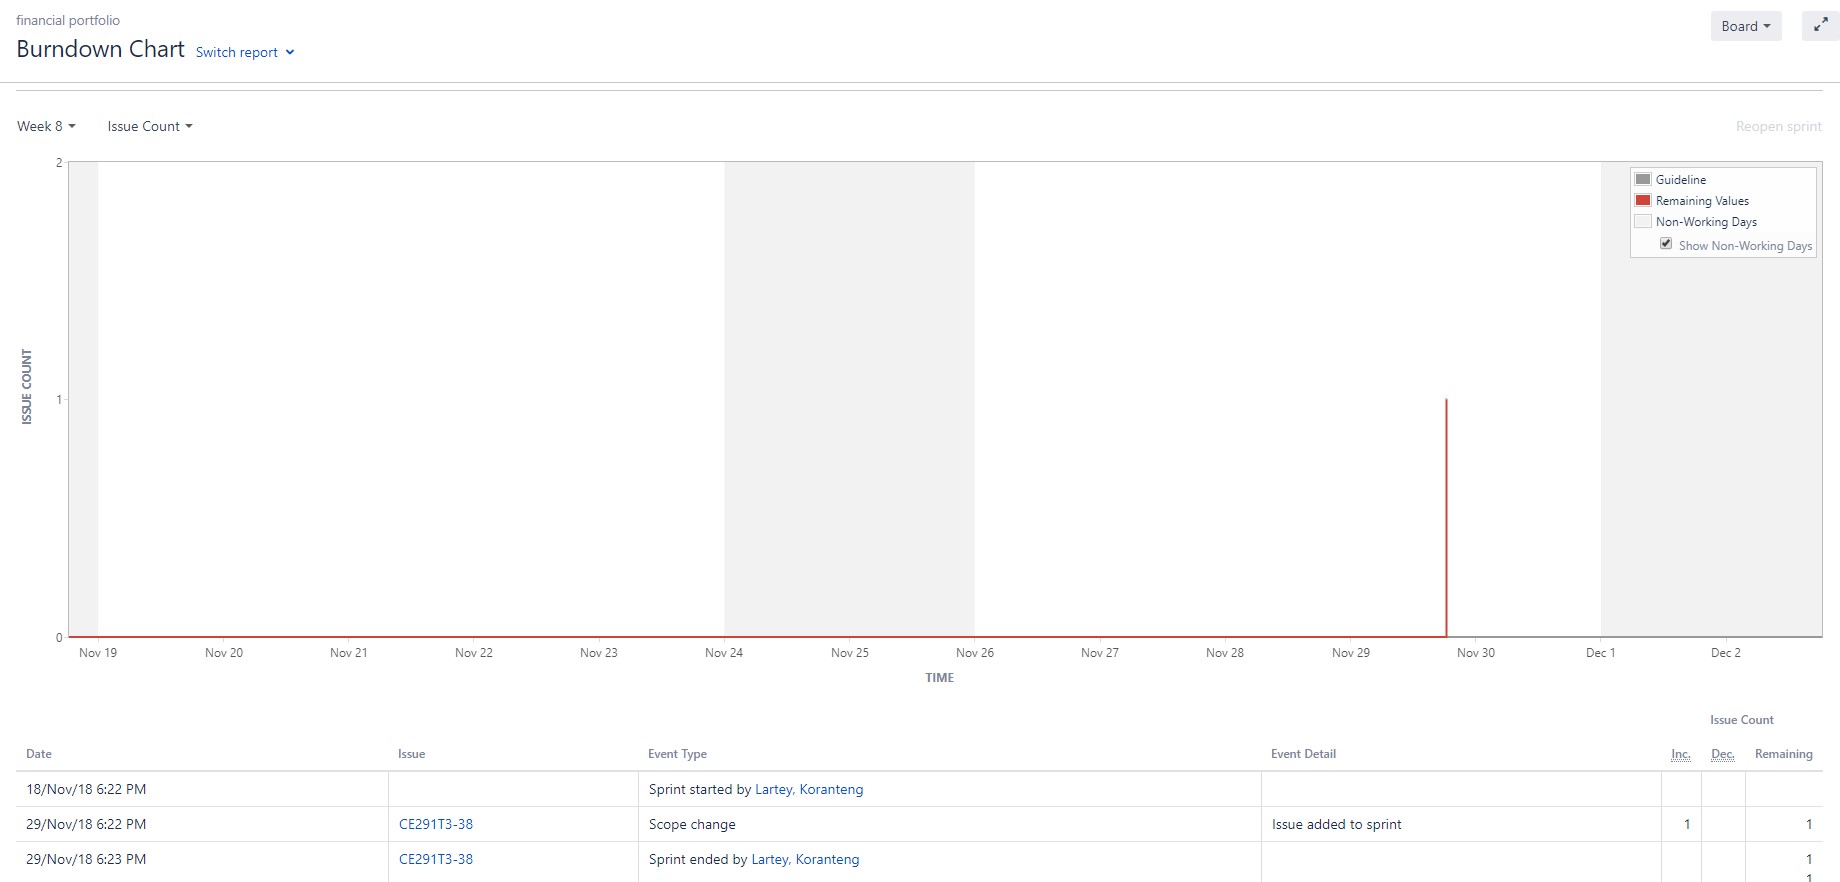 financial portfolio
Burndown Chart Switch report
Board
Week 8 Issue Count
Reopen sprint
2
1
0
ISSUE COUNT
Guideline
Remaining Values
Non-Working Days
Show Non-Working Days
Nov 19 Nov 20 Nov 21 Nov 22 Nov 23 Nov 24 Nov 25 Nov 26 Nov 27 Nov 28 Nov 29 Nov 30 Dec 1 Dec 2
TIME
Issue Count
Date Issue Event Type Event Detail Inc. Dec. Remaining
18/Nov/18 6:22 PM Sprint started by Lartey, Koranteng
29/Nov/18 6:22 PM CE291T3-38 Scope change Issue added to sprint 1 1
29/Nov/18 6:23 PM CE291T3-38 Sprint ended by Lartey, Koranteng 1
1